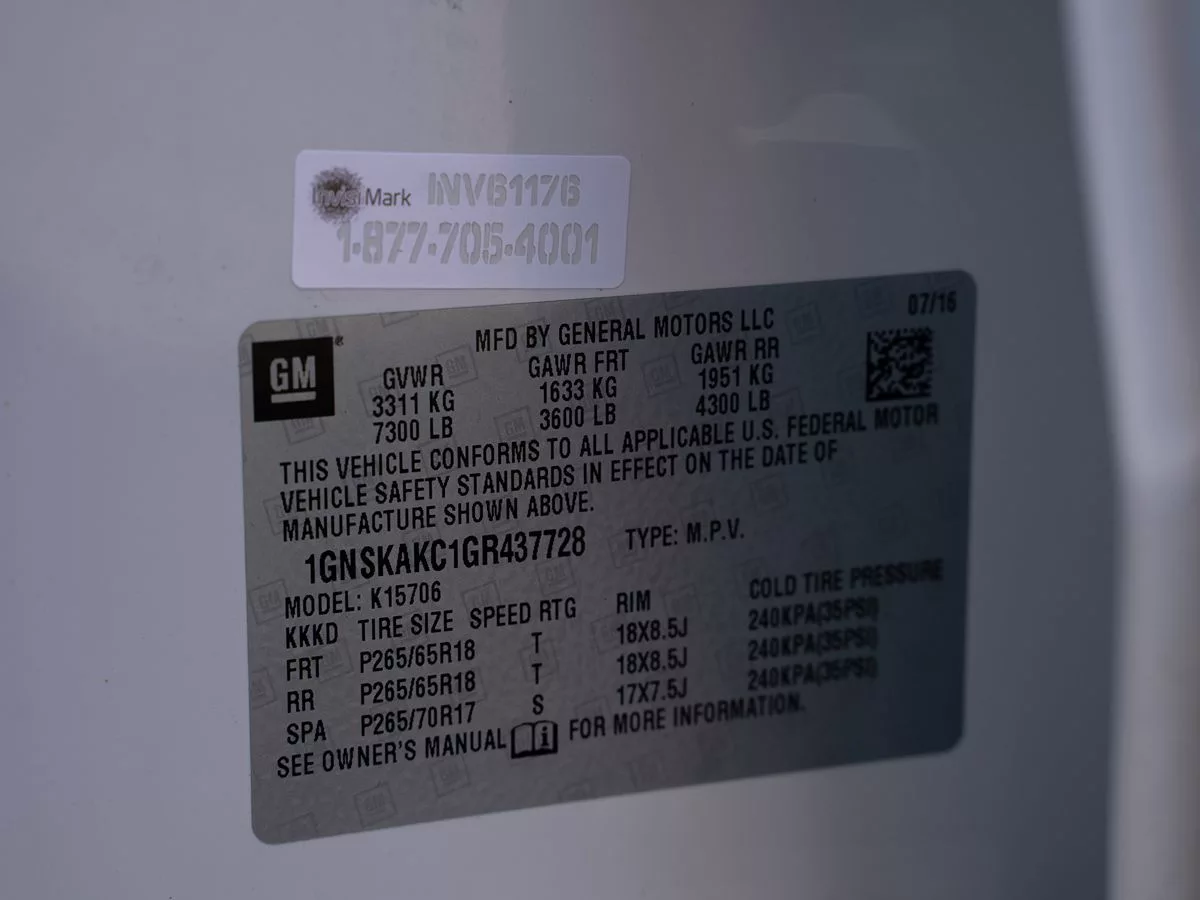 InVisiMark INV61176
1-877-705-4001
07/16
MFD BY GENERAL MOTORS LLC
GM ®
GVWR GAWR FRT GAWR RR
3311 KG 1633 KG 1951 KG
7300 LB 3600 LB 4300 LB
THIS VEHICLE CONFORMS TO ALL APPLICABLE U.S. FEDERAL MOTOR
VEHICLE SAFETY STANDARDS IN EFFECT ON THE DATE OF
MANUFACTURE SHOWN ABOVE.
1GNSKAKC1GR437728 TYPE: M.P.V.
MODEL: K15706
KKKD TIRE SIZE SPEED RTG RIM COLD TIRE PRESSURE
FRT P265/65R18 T 18X8.5J 240KPA(35PSI)
RR P265/65R18 T 18X8.5J 240KPA(35PSI)
SPA P265/70R17 S 17X7.5J 240KPA(35PSI)
SEE OWNER'S MANUAL FOR MORE INFORMATION.